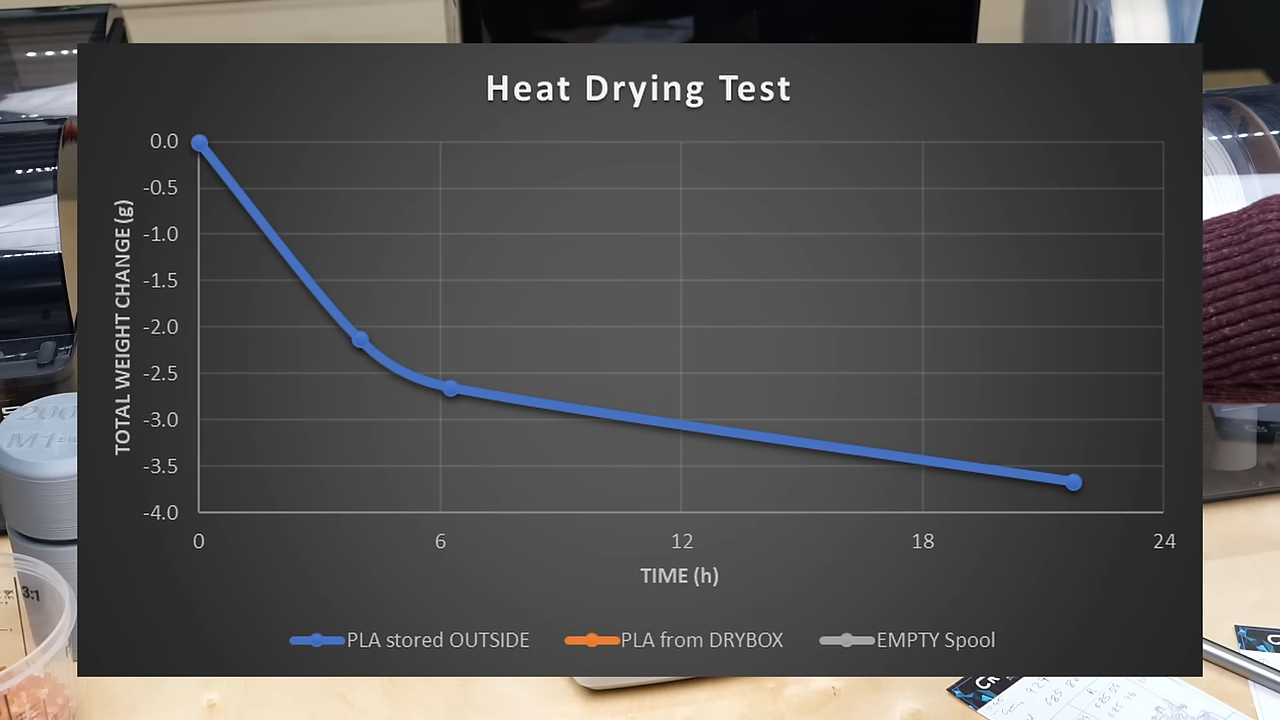 Heat Drying Test
TOTAL WEIGHT CHANGE (g)
0.0
-0.5
-1.0
-1.5
-2.0
-2.5
-3.0
-3.5
-4.0
0 6 12 18 24
TIME (h)
PLA stored OUTSIDE PLA from DRYBOX EMPTY Spool
200
M1
3:1